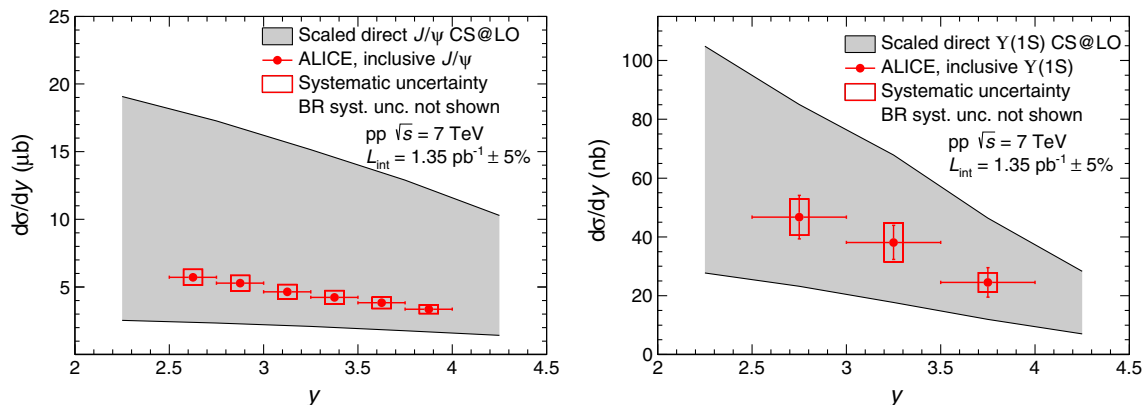 25
20
15
10
5
dσ/dy (μb)
Scaled direct J/ψ CS@LO
ALICE, inclusive J/ψ
Systematic uncertainty
BR syst. unc. not shown
pp √s = 7 TeV
L_int = 1.35 pb⁻¹ ± 5%
2 2.5 3 3.5 4 4.5
y
100
80
60
40
20
0
dσ/dy (nb)
Scaled direct ϒ(1S) CS@LO
ALICE, inclusive ϒ(1S)
Systematic uncertainty
BR syst. unc. not shown
pp √s = 7 TeV
L_int = 1.35 pb⁻¹ ± 5%
2 2.5 3 3.5 4 4.5
y